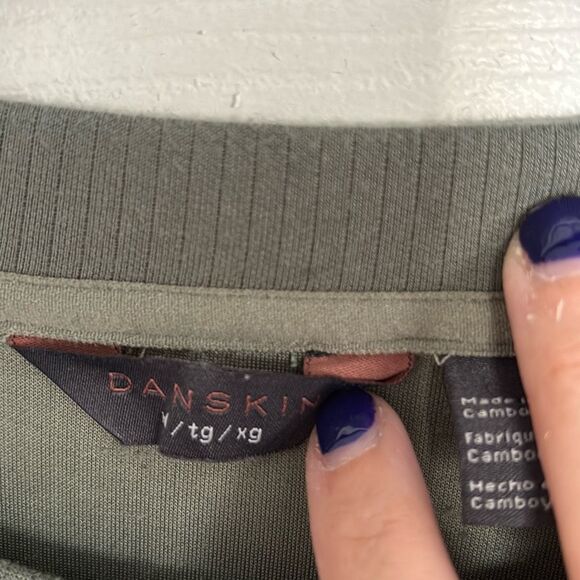 DANSKIN
/tg/xg
Made
Cambo
Fabriqu
Cambo
Hecho
Camboy